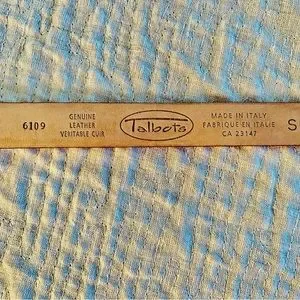 6109
GENUINE
LEATHER
VERITABLE CUIR
Talbots
MADE IN ITALY
FABRIQUE EN ITALIE
CA 23147
S